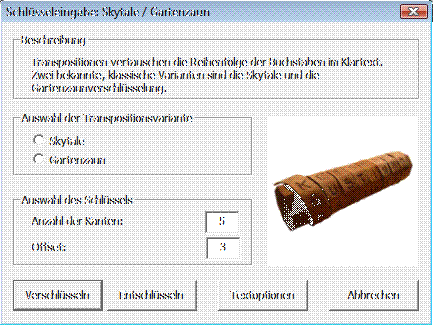 Schlüsseleingabe: Skytale / Gartenzaun
Beschreibung
Transpositionen vertauschen die Reihenfolge der Buchstaben im Klartext.
Zwei bekannte, klassische Varianten sind die Skytale und die
Gartenzaunverschlüsselung.
Auswahl der Transpositionsvariante
Skytale
Gartenzaun
Auswahl des Schlüssels
Anzahl der Kanten: 5
Offset: 3
Verschlüsseln Entschlüsseln Textoptionen Abbrechen